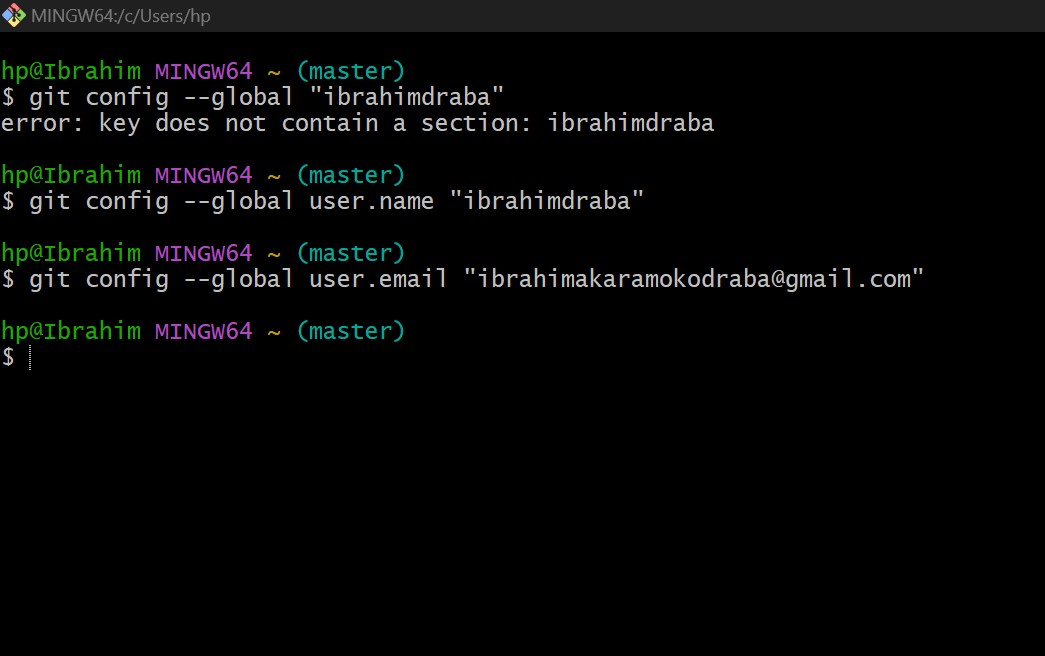 MINGW64:/c/Users/hp
hp@Ibrahim MINGW64 ~ (master)
$ git config --global "ibrahimdraba"
error: key does not contain a section: ibrahimdraba
hp@Ibrahim MINGW64 ~ (master)
$ git config --global user.name "ibrahimdraba"
hp@Ibrahim MINGW64 ~ (master)
$ git config --global user.email "ibrahimakaramokodraba@gmail.com"
hp@Ibrahim MINGW64 ~ (master)
$